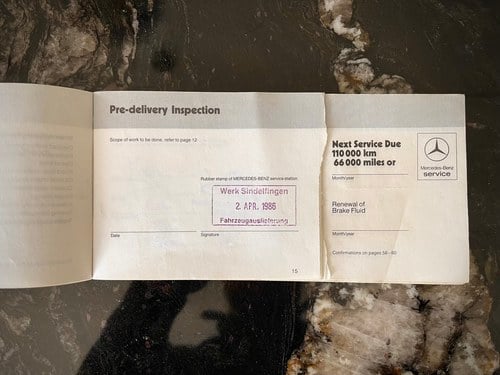 Pre-delivery Inspection
Scope of work to be done, refer to page 12
Rubber stamp of MERCEDES-BENZ service-station
Werk Sindelfingen
2. APR. 1986
Fahrzeugauslieferung
Date
Signature
15
Next Service Due
110 000 km
66 000 miles or
Month/year
Mercedes-Benz
service
Renewal of
Brake Fluid
Month/year
Confirmations on pages 58-60